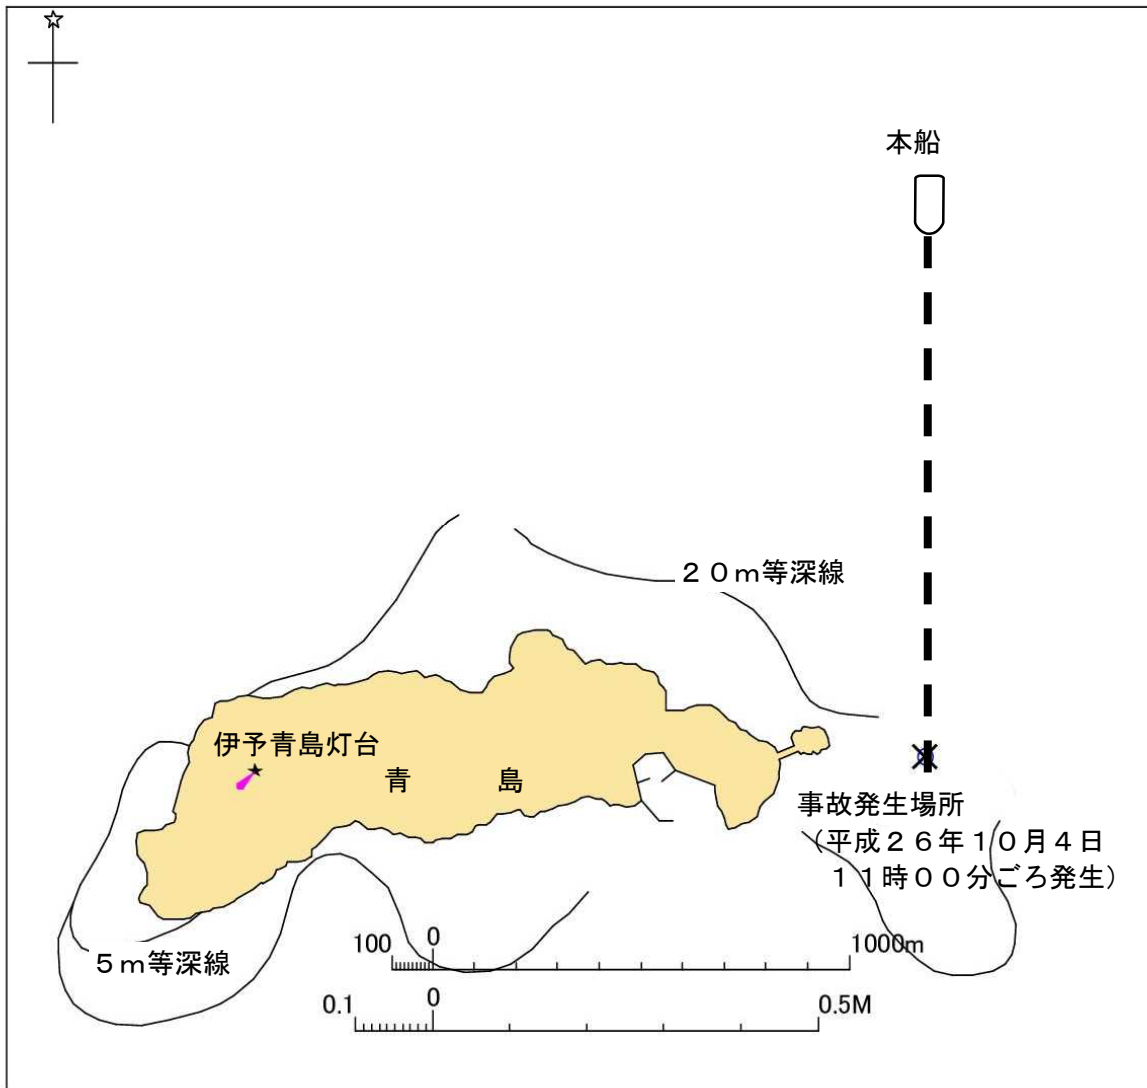 本船
２０ｍ等深線
伊予青島灯台
青　島
事故発生場所
（平成２６年１０月４日
１１時００分ごろ発生）
５ｍ等深線
100 0 1000m
0.1 0 0.5M